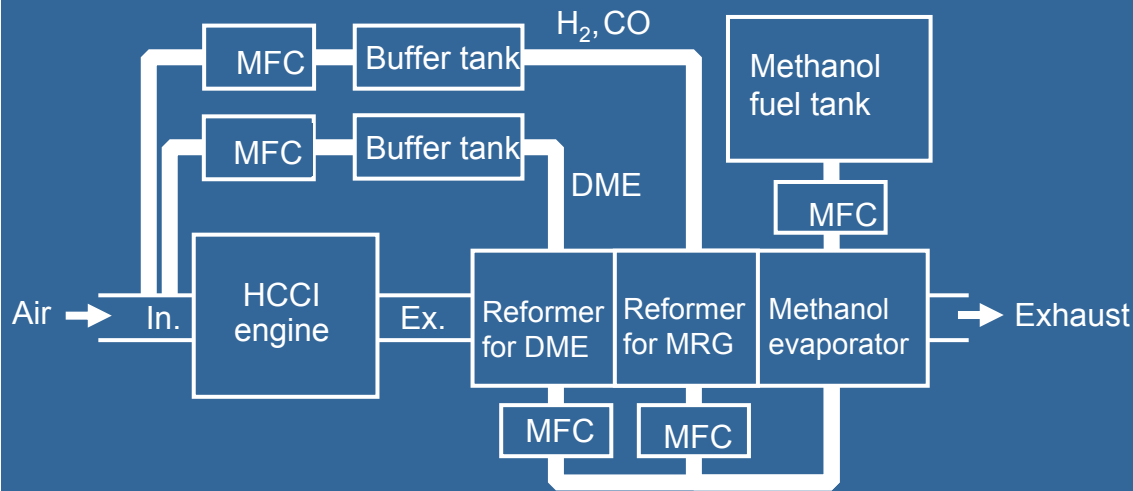 H₂, CO
MFC
Buffer tank
Methanol
fuel tank
MFC
Buffer tank
DME
MFC
Air
In.
HCCI
engine
Ex.
Reformer
for DME
Reformer
for MRG
Methanol
evaporator
Exhaust
MFC
MFC